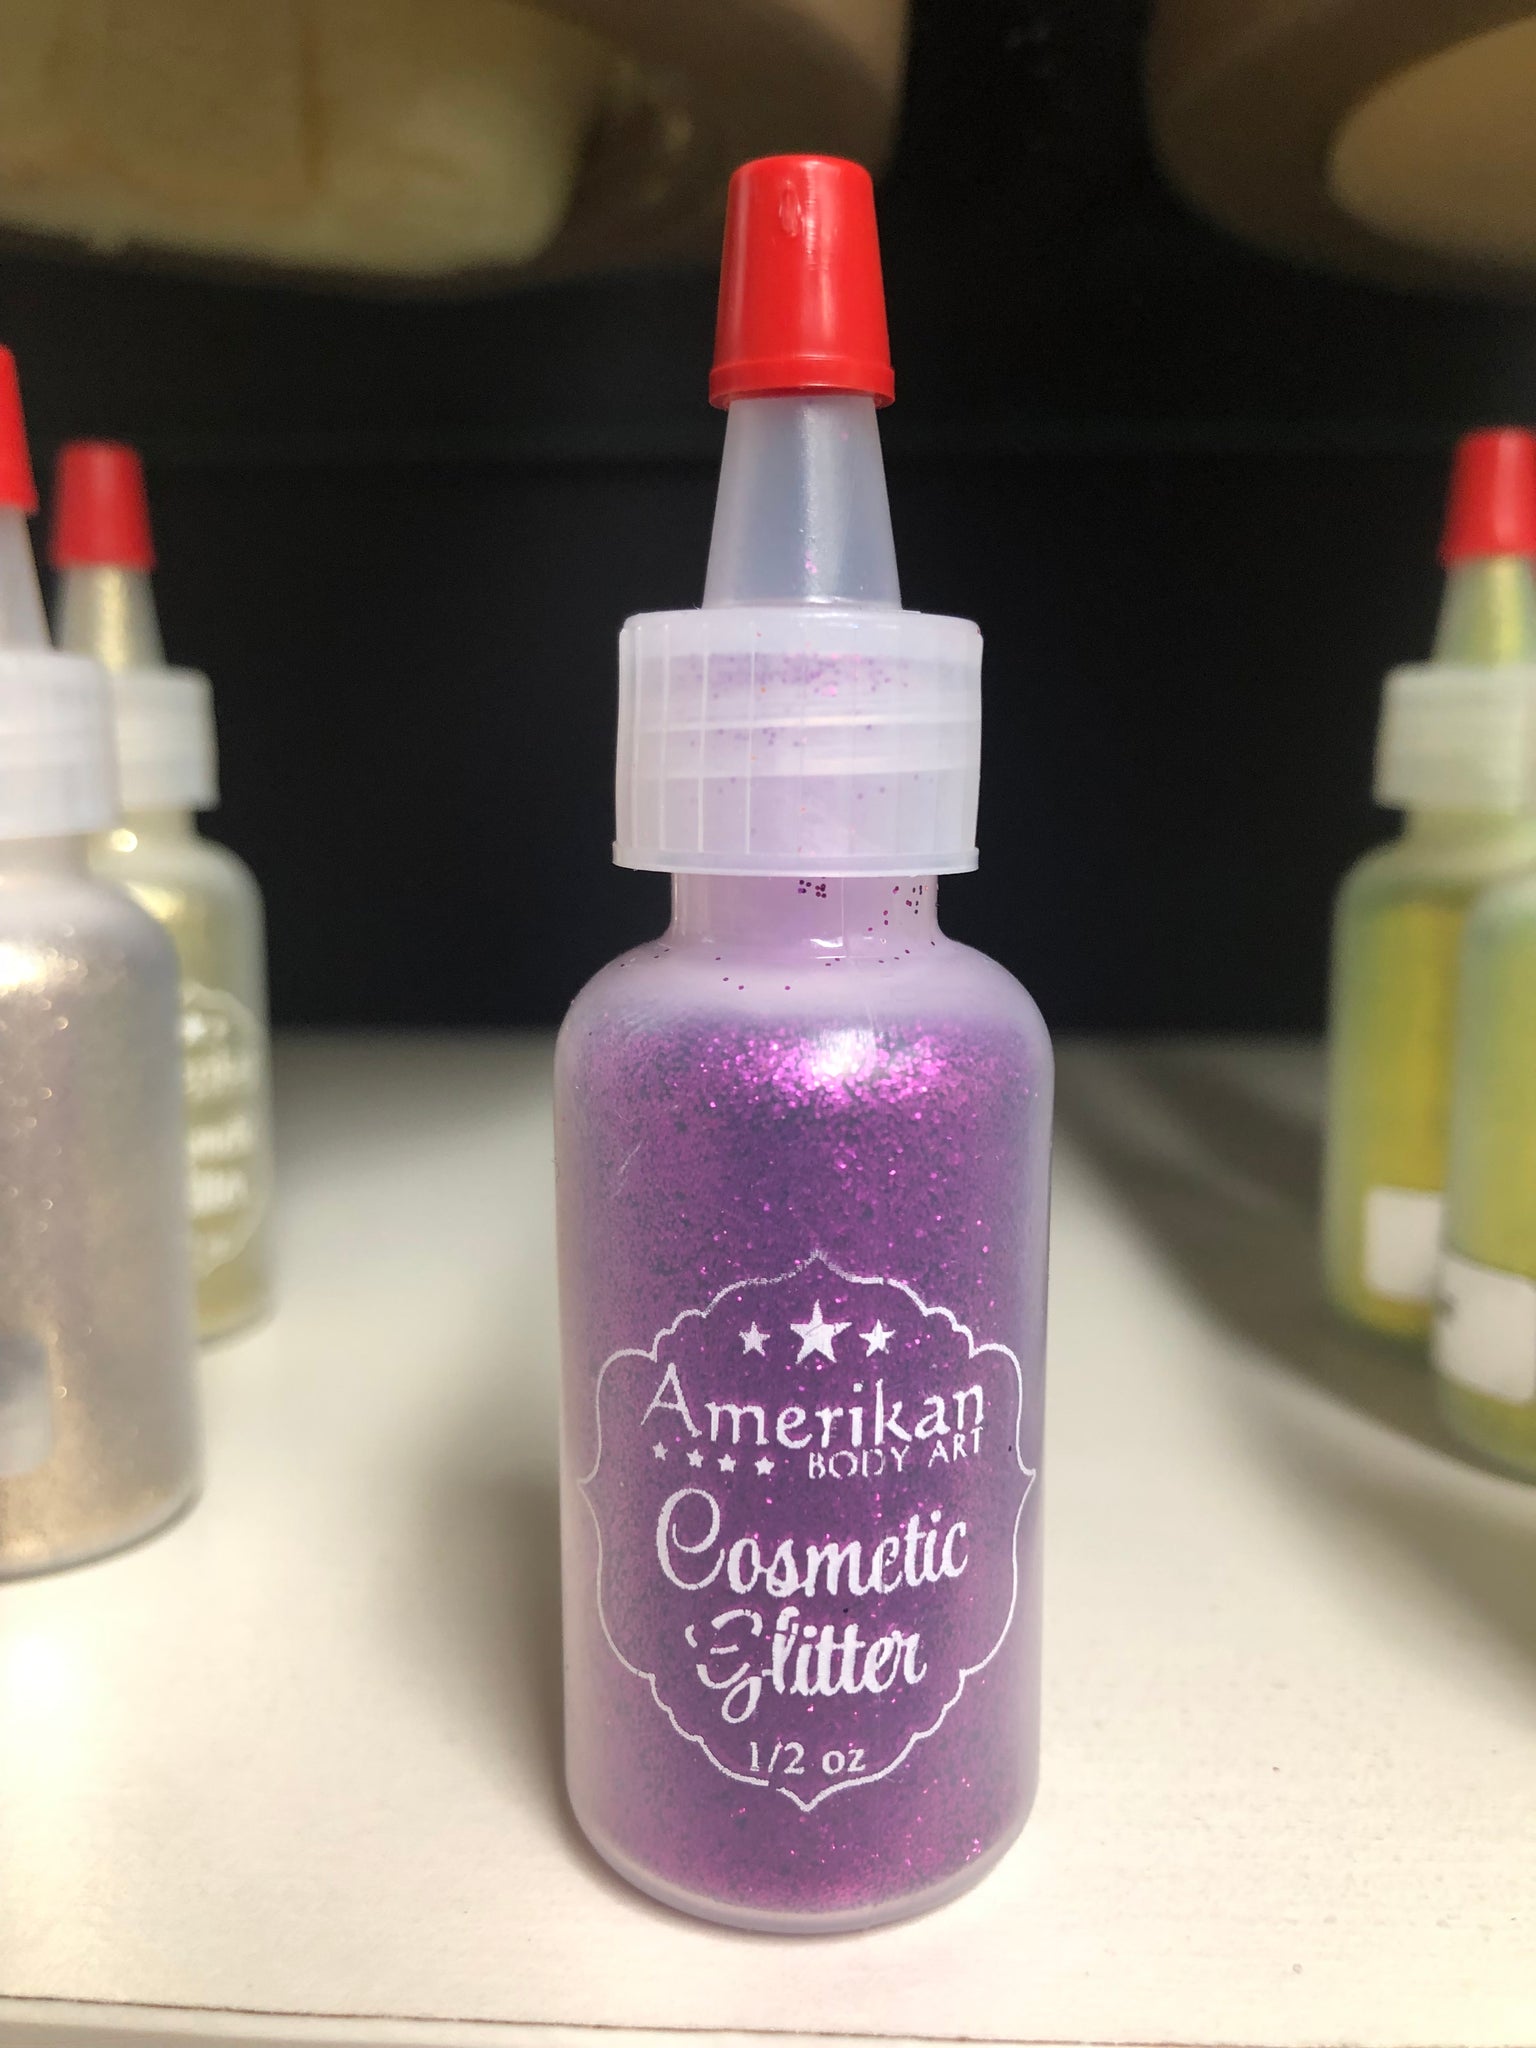 Amerikan
BODY ART
Cosmetic
Glitter
1/2 oz